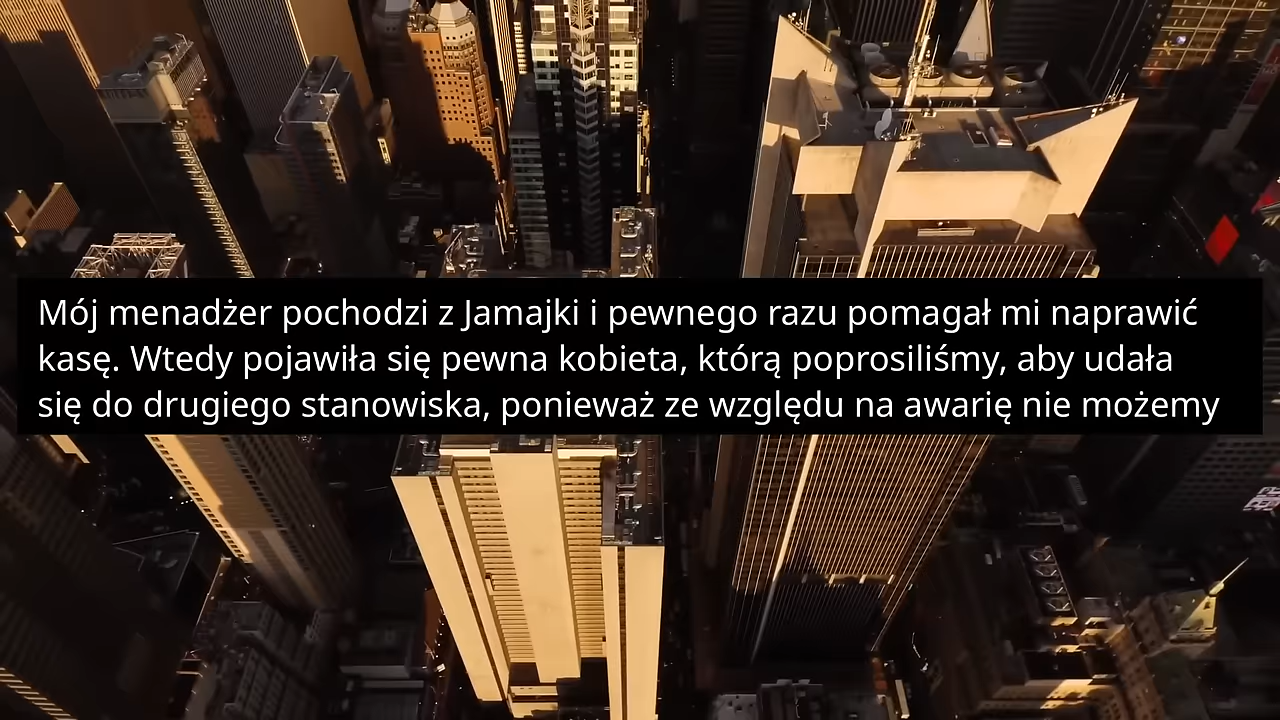 Mój menadżer pochodzi z Jamajki i pewnego razu pomagał mi naprawić
kasę. Wtedy pojawiła się pewna kobieta, którą poprosiliśmy, aby udała
się do drugiego stanowiska, ponieważ ze względu na awarię nie możemy